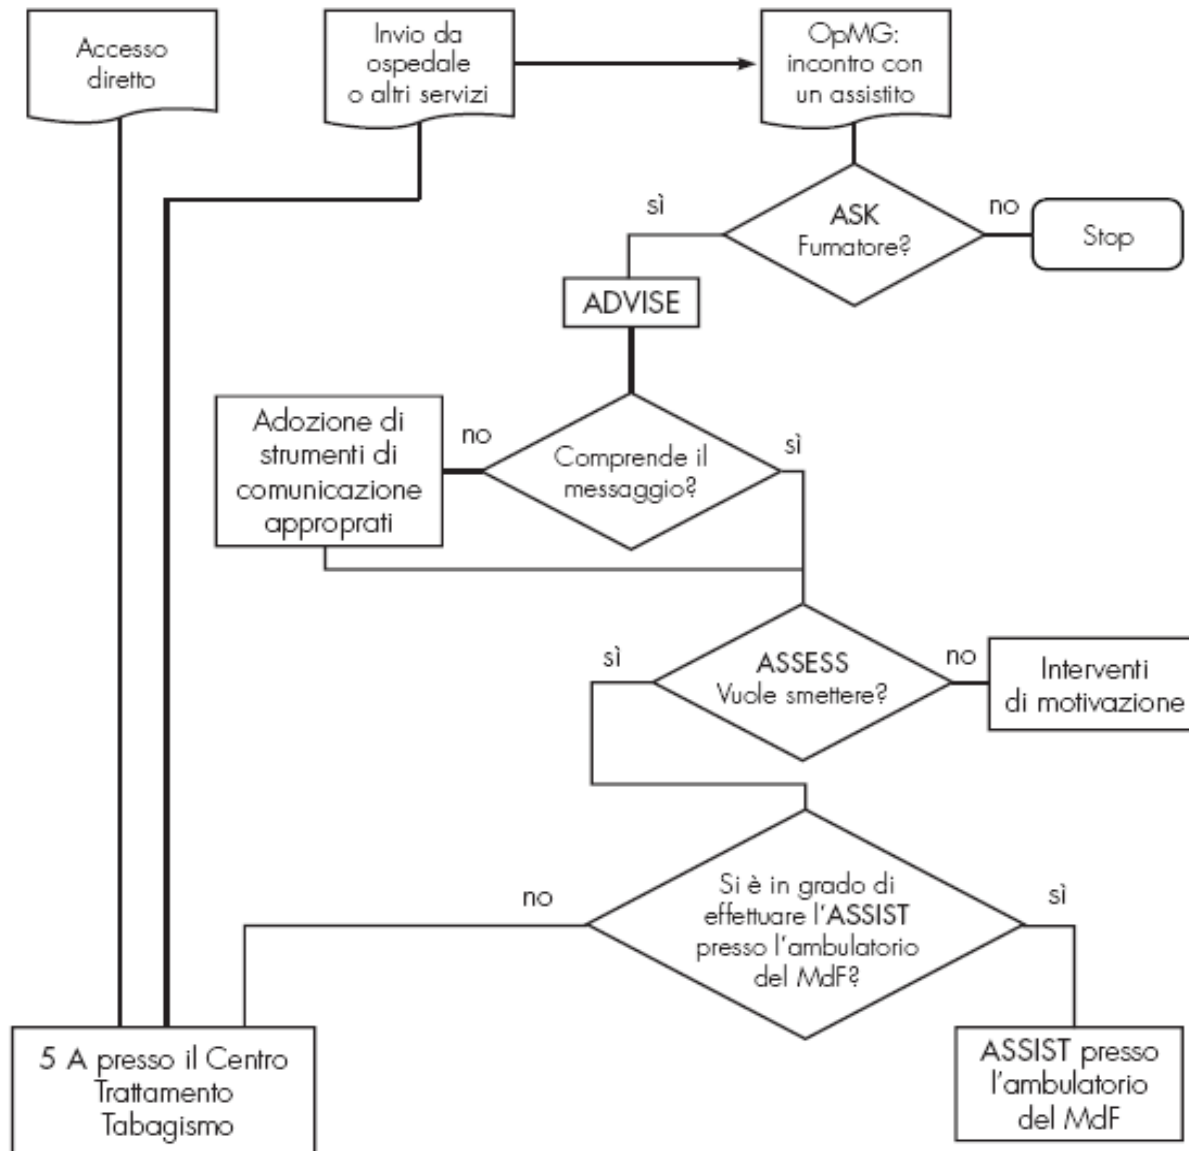 Accesso
diretto
Invio da
ospedale
o altri servizi
OpMG:
incontro con
un assistito
sì
ASK
Fumatore?
no
Stop
ADVISE
Adozione di
strumenti di
comunicazione
approprati
no
Comprende il
messaggio?
sì
sì
ASSESS
Vuole smettere?
no
Interventi
di motivazione
no
Si è in grado di
effettuare l'ASSIST
presso l'ambulatorio
del MdF?
sì
5 A presso il Centro
Trattamento
Tabagismo
ASSIST presso
l'ambulatorio
del MdF